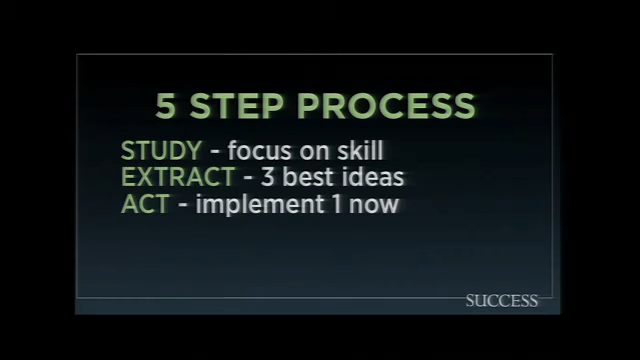 5 STEP PROCESS
STUDY - focus on skill
EXTRACT - 3 best ideas
ACT - implement 1 now
SUCCESS